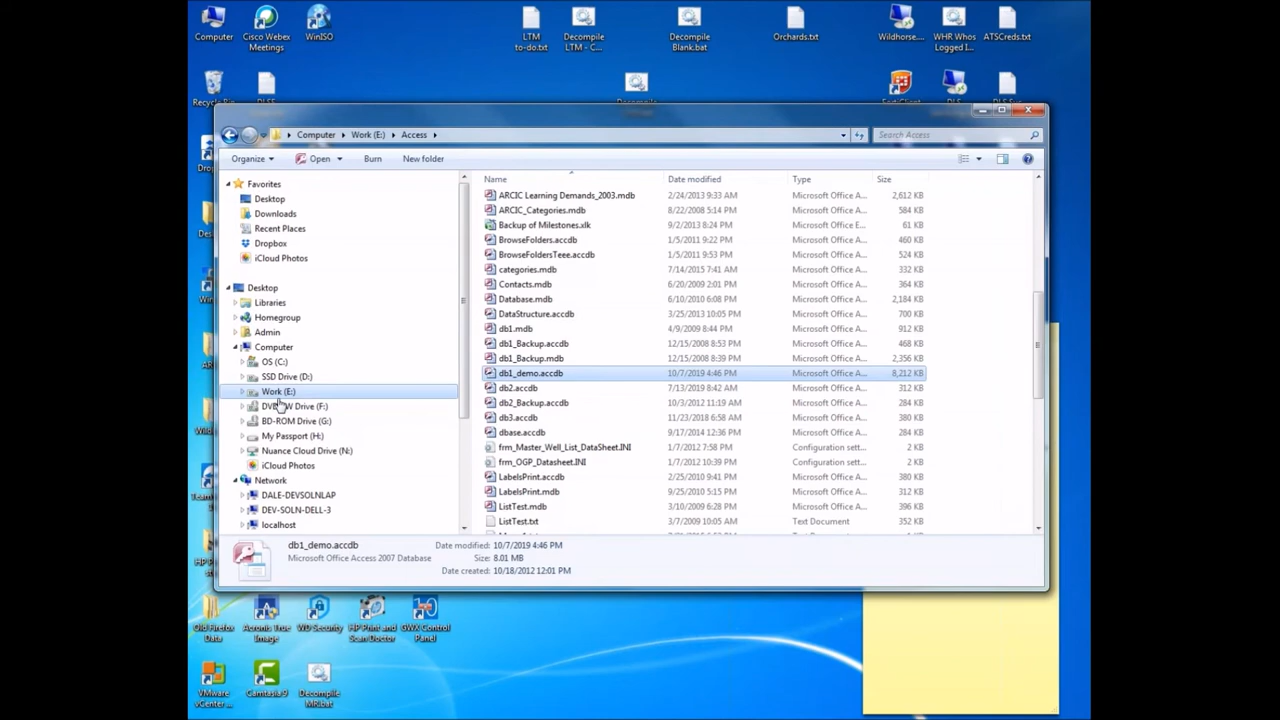 Computer
Cisco Webex Meetings
WinISO
LTM to-do.txt
Decompile LTM - C...
Decompile Blank.bat
Orchards.txt
Wildhorse....
WHR Whos Logged I...
ATSCreds.txt
Computer Work (E:) Access
Search Access
Organize Open Burn New folder
Favorites
Desktop
Downloads
Recent Places
Dropbox
iCloud Photos
Desktop
Libraries
Homegroup
Admin
Computer
OS (C:)
SSD Drive (D:)
Work (E:)
Drive (F:)
BD-ROM Drive (G:)
My Passport (H:)
Nuance Cloud Drive (N:)
iCloud Photos
Network
DALE-DEVSOLNLAP
DEV-SOLN-DELL-3
localhost
Name Date modified Type Size
ARCIC Learning Demands_2003.mdb 2/24/2013 9:33 AM Microsoft Office A... 2,612 KB
ARCIC_Categories.mdb 8/22/2008 5:14 PM Microsoft Office A... 584 KB
Backup of Milestones.xlk 9/2/2013 8:24 PM Microsoft Office E... 61 KB
BrowseFolders.accdb 1/5/2011 9:22 PM Microsoft Office A... 460 KB
BrowseFoldersTeee.accdb 1/5/2011 9:53 PM Microsoft Office A... 524 KB
categories.mdb 7/14/2015 7:41 AM Microsoft Office A... 332 KB
Contacts.mdb 6/20/2009 2:01 PM Microsoft Office A... 364 KB
Database.mdb 6/10/2010 6:08 PM Microsoft Office A... 2,184 KB
DataStructure.accdb 3/25/2013 10:05 PM Microsoft Office A... 700 KB
db1.mdb 4/9/2009 8:44 PM Microsoft Office A... 912 KB
db1_Backup.accdb 12/15/2008 8:53 PM Microsoft Office A... 468 KB
db1_Backup.mdb 12/15/2008 8:39 PM Microsoft Office A... 2,356 KB
db1_demo.accdb 10/7/2019 4:46 PM Microsoft Office A... 8,212 KB
db2.accdb 7/13/2019 8:42 AM Microsoft Office A... 312 KB
db2_Backup.accdb 10/3/2012 11:19 AM Microsoft Office A... 284 KB
db3.accdb 11/23/2018 6:58 AM Microsoft Office A... 284 KB
dbase.accdb 9/17/2014 12:36 PM Microsoft Office A... 284 KB
frm_Master_Well_List_DataSheet.INI 1/7/2012 7:58 PM Configuration sett... 2 KB
frm_OGP_Datasheet.INI 1/7/2012 10:39 PM Configuration sett... 2 KB
LabelsPrint.accdb 2/25/2010 9:41 PM Microsoft Office A... 380 KB
LabelsPrint.mdb 9/25/2010 5:15 PM Microsoft Office A... 312 KB
ListTest.mdb 3/10/2009 6:28 PM Microsoft Office A... 396 KB
ListTest.txt 3/7/2009 10:05 AM Text Document 352 KB
db1_demo.accdb Date modified: 10/7/2019 4:46 PM
Microsoft Office Access 2007 Database Size: 8.01 MB
Date created: 10/18/2012 12:01 PM
Old Firefox Data
Acronis True Image
WD Security
HP Print and Scan Doctor
GWX Control Panel
VMware vCenter ...
Camtasia 9
Decompile MRI.bat